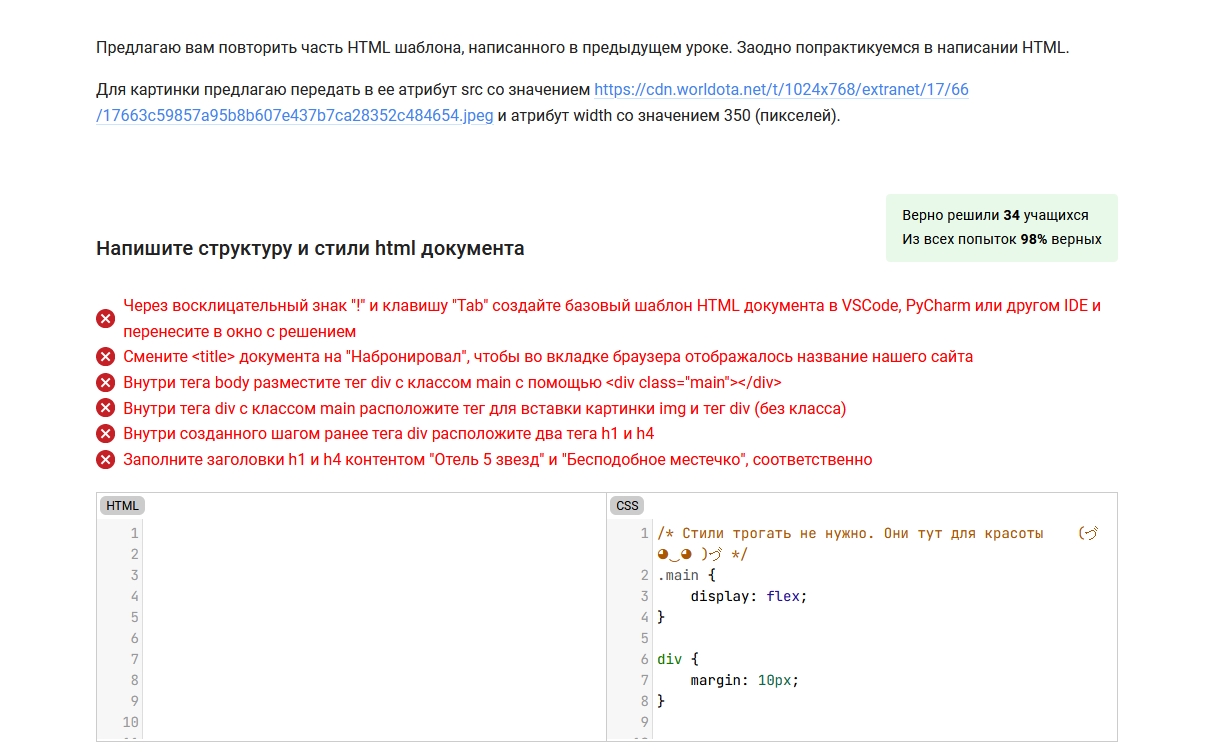 Предлагаю вам повторить часть HTML шаблона, написанного в предыдущем уроке. Заодно попрактикуемся в написании HTML.
Для картинки предлагаю передать в ее атрибут src со значением https://cdn.worldota.net/t/1024x768/extranet/17/66
/17663c59857a95b8b607e437b7ca28352c484654.jpeg и атрибут width со значением 350 (пикселей).
Верно решили 34 учащихся
Из всех попыток 98% верных
Напишите структуру и стили html документа
Через восклицательный знак "!" и клавишу "Tab" создайте базовый шаблон HTML документа в VSCode, PyCharm или другом IDE и
перенесите в окно с решением
Смените <title> документа на "Набронировал", чтобы во вкладке браузера отображалось название нашего сайта
Внутри тега body разместите тег div с классом main с помощью <div class="main"></div>
Внутри тега div с классом main расположите тег для вставки картинки img и тег div (без класса)
Внутри созданного шагом ранее тега div расположите два тега h1 и h4
Заполните заголовки h1 и h4 контентом "Отель 5 звезд" и "Бесподобное местечко", соответственно
HTML
1
2
3
4
5
6
7
8
9
10
CSS
1 /* Стили трогать не нужно. Они тут для красоты (づ
◕‿◕ )づ */
2 .main {
3 display: flex;
4 }
5
6 div {
7 margin: 10px;
8 }
9